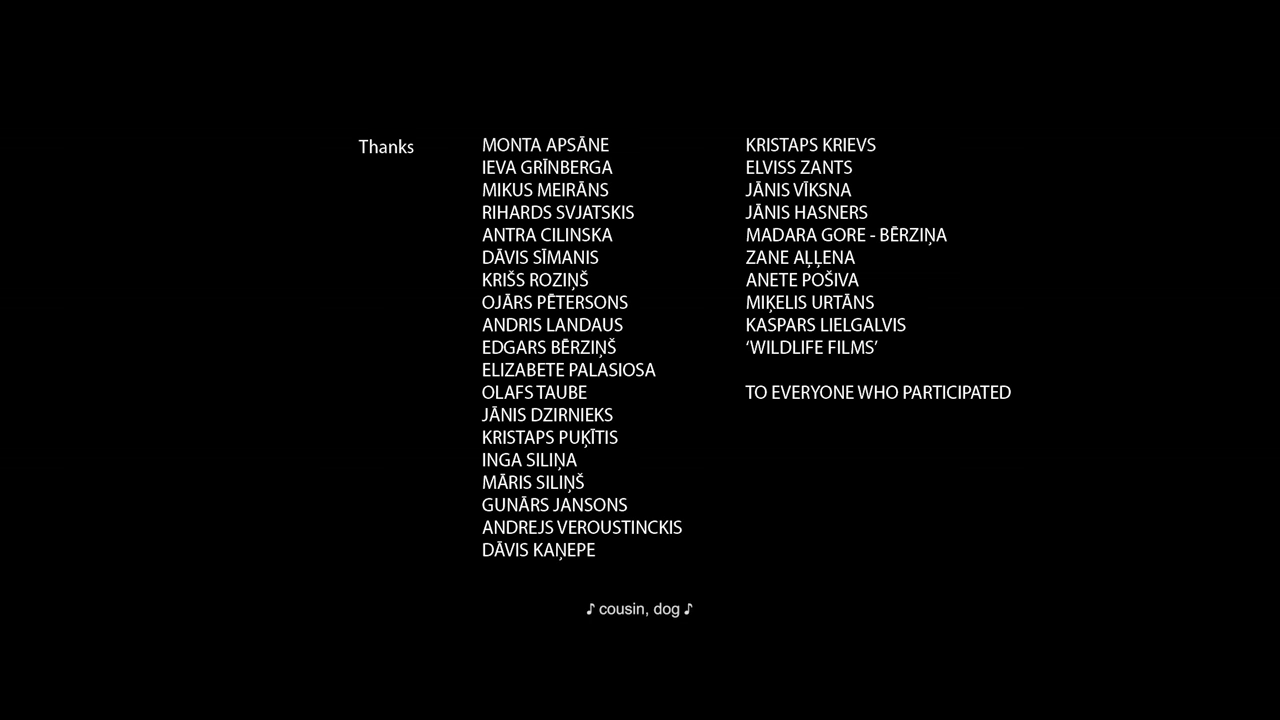 Thanks
MONTA APSĀNE
IEVA GRĪNBERGA
MIKUS MEIRĀNS
RIHARDS SVJATSKIS
ANTRA CILINSKA
DĀVIS SĪMANIS
KRIŠS ROZIŅŠ
OJĀRS PĒTERSONS
ANDRIS LANDAUS
EDGARS BĒRZIŅŠ
ELIZABETE PALASIOSA
OLAFS TAUBE
JĀNIS DZIRNIEKS
KRISTAPS PUĶĪTIS
INGA SILIŅA
MĀRIS SILIŅŠ
GUNĀRS JANSONS
ANDREJS VEROUSTINCKIS
DĀVIS KAŅEPE
KRISTAPS KRIEVS
ELVISS ZANTS
JĀNIS VĪKSNA
JĀNIS HASNERS
MADARA GORE - BĒRZIŅA
ZANE AĻĻENA
ANETE POŠIVA
MIĶELIS URTĀNS
KASPARS LIELGALVIS
‘WILDLIFE FILMS’
TO EVERYONE WHO PARTICIPATED
♪ cousin, dog ♪